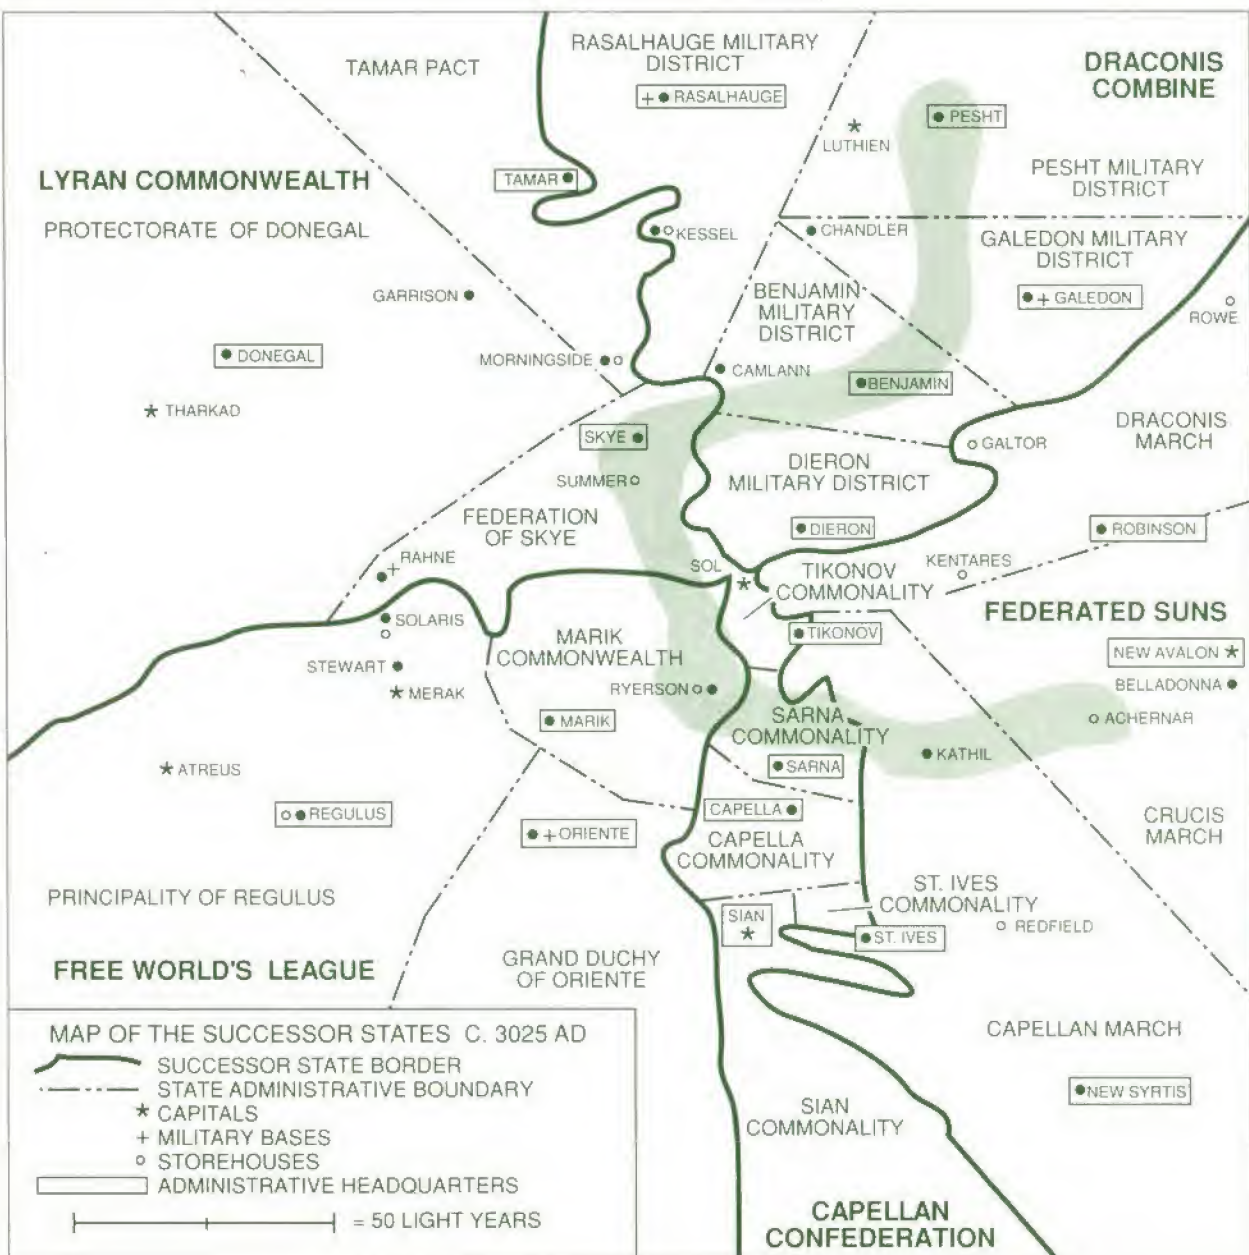 TAMAR PACT
RASALHAUGE MILITARY
DISTRICT
+ RASALHAUGE
DRACONIS
COMBINE
PESHT
LUTHIEN
PESHT MILITARY
DISTRICT
LYRAN COMMONWEALTH
TAMAR
PROTECTORATE OF DONEGAL
KESSEL
CHANDLER
GALEDON MILITARY
DISTRICT
+ GALEDON
ROWE
GARRISON
BENJAMIN
MILITARY
DISTRICT
DONEGAL
MORNINGSIDE
CAMLANN
BENJAMIN
THARKAD
DRACONIS
MARCH
SKYE
GALTOR
SUMMER
DIERON
MILITARY DISTRICT
FEDERATION
OF SKYE
DIERON
ROBINSON
RAHNE
SOL
TIKONOV
COMMONALITY
KENTARES
SOLARIS
FEDERATED SUNS
TIKONOV
MARIK
COMMONWEALTH
STEWART
NEW AVALON
MERAK
RYERSON
BELLADONNA
MARIK
SARNA
COMMONALITY
ACHERNAR
KATHIL
ATREUS
SARNA
REGULUS
CAPELLA
+ ORIENTE
CAPELLA
COMMONALITY
CRUCIS
MARCH
PRINCIPALITY OF REGULUS
ST. IVES
COMMONALITY
SIAN
REDFIELD
ST. IVES
FREE WORLD'S LEAGUE
GRAND DUCHY
OF ORIENTE
CAPELLAN MARCH
NEW SYRTIS
SIAN
COMMONALITY
CAPELLAN
CONFEDERATION
MAP OF THE SUCCESSOR STATES C. 3025 AD
SUCCESSOR STATE BORDER
STATE ADMINISTRATIVE BOUNDARY
* CAPITALS
+ MILITARY BASES
○ STOREHOUSES
ADMINISTRATIVE HEADQUARTERS
= 50 LIGHT YEARS